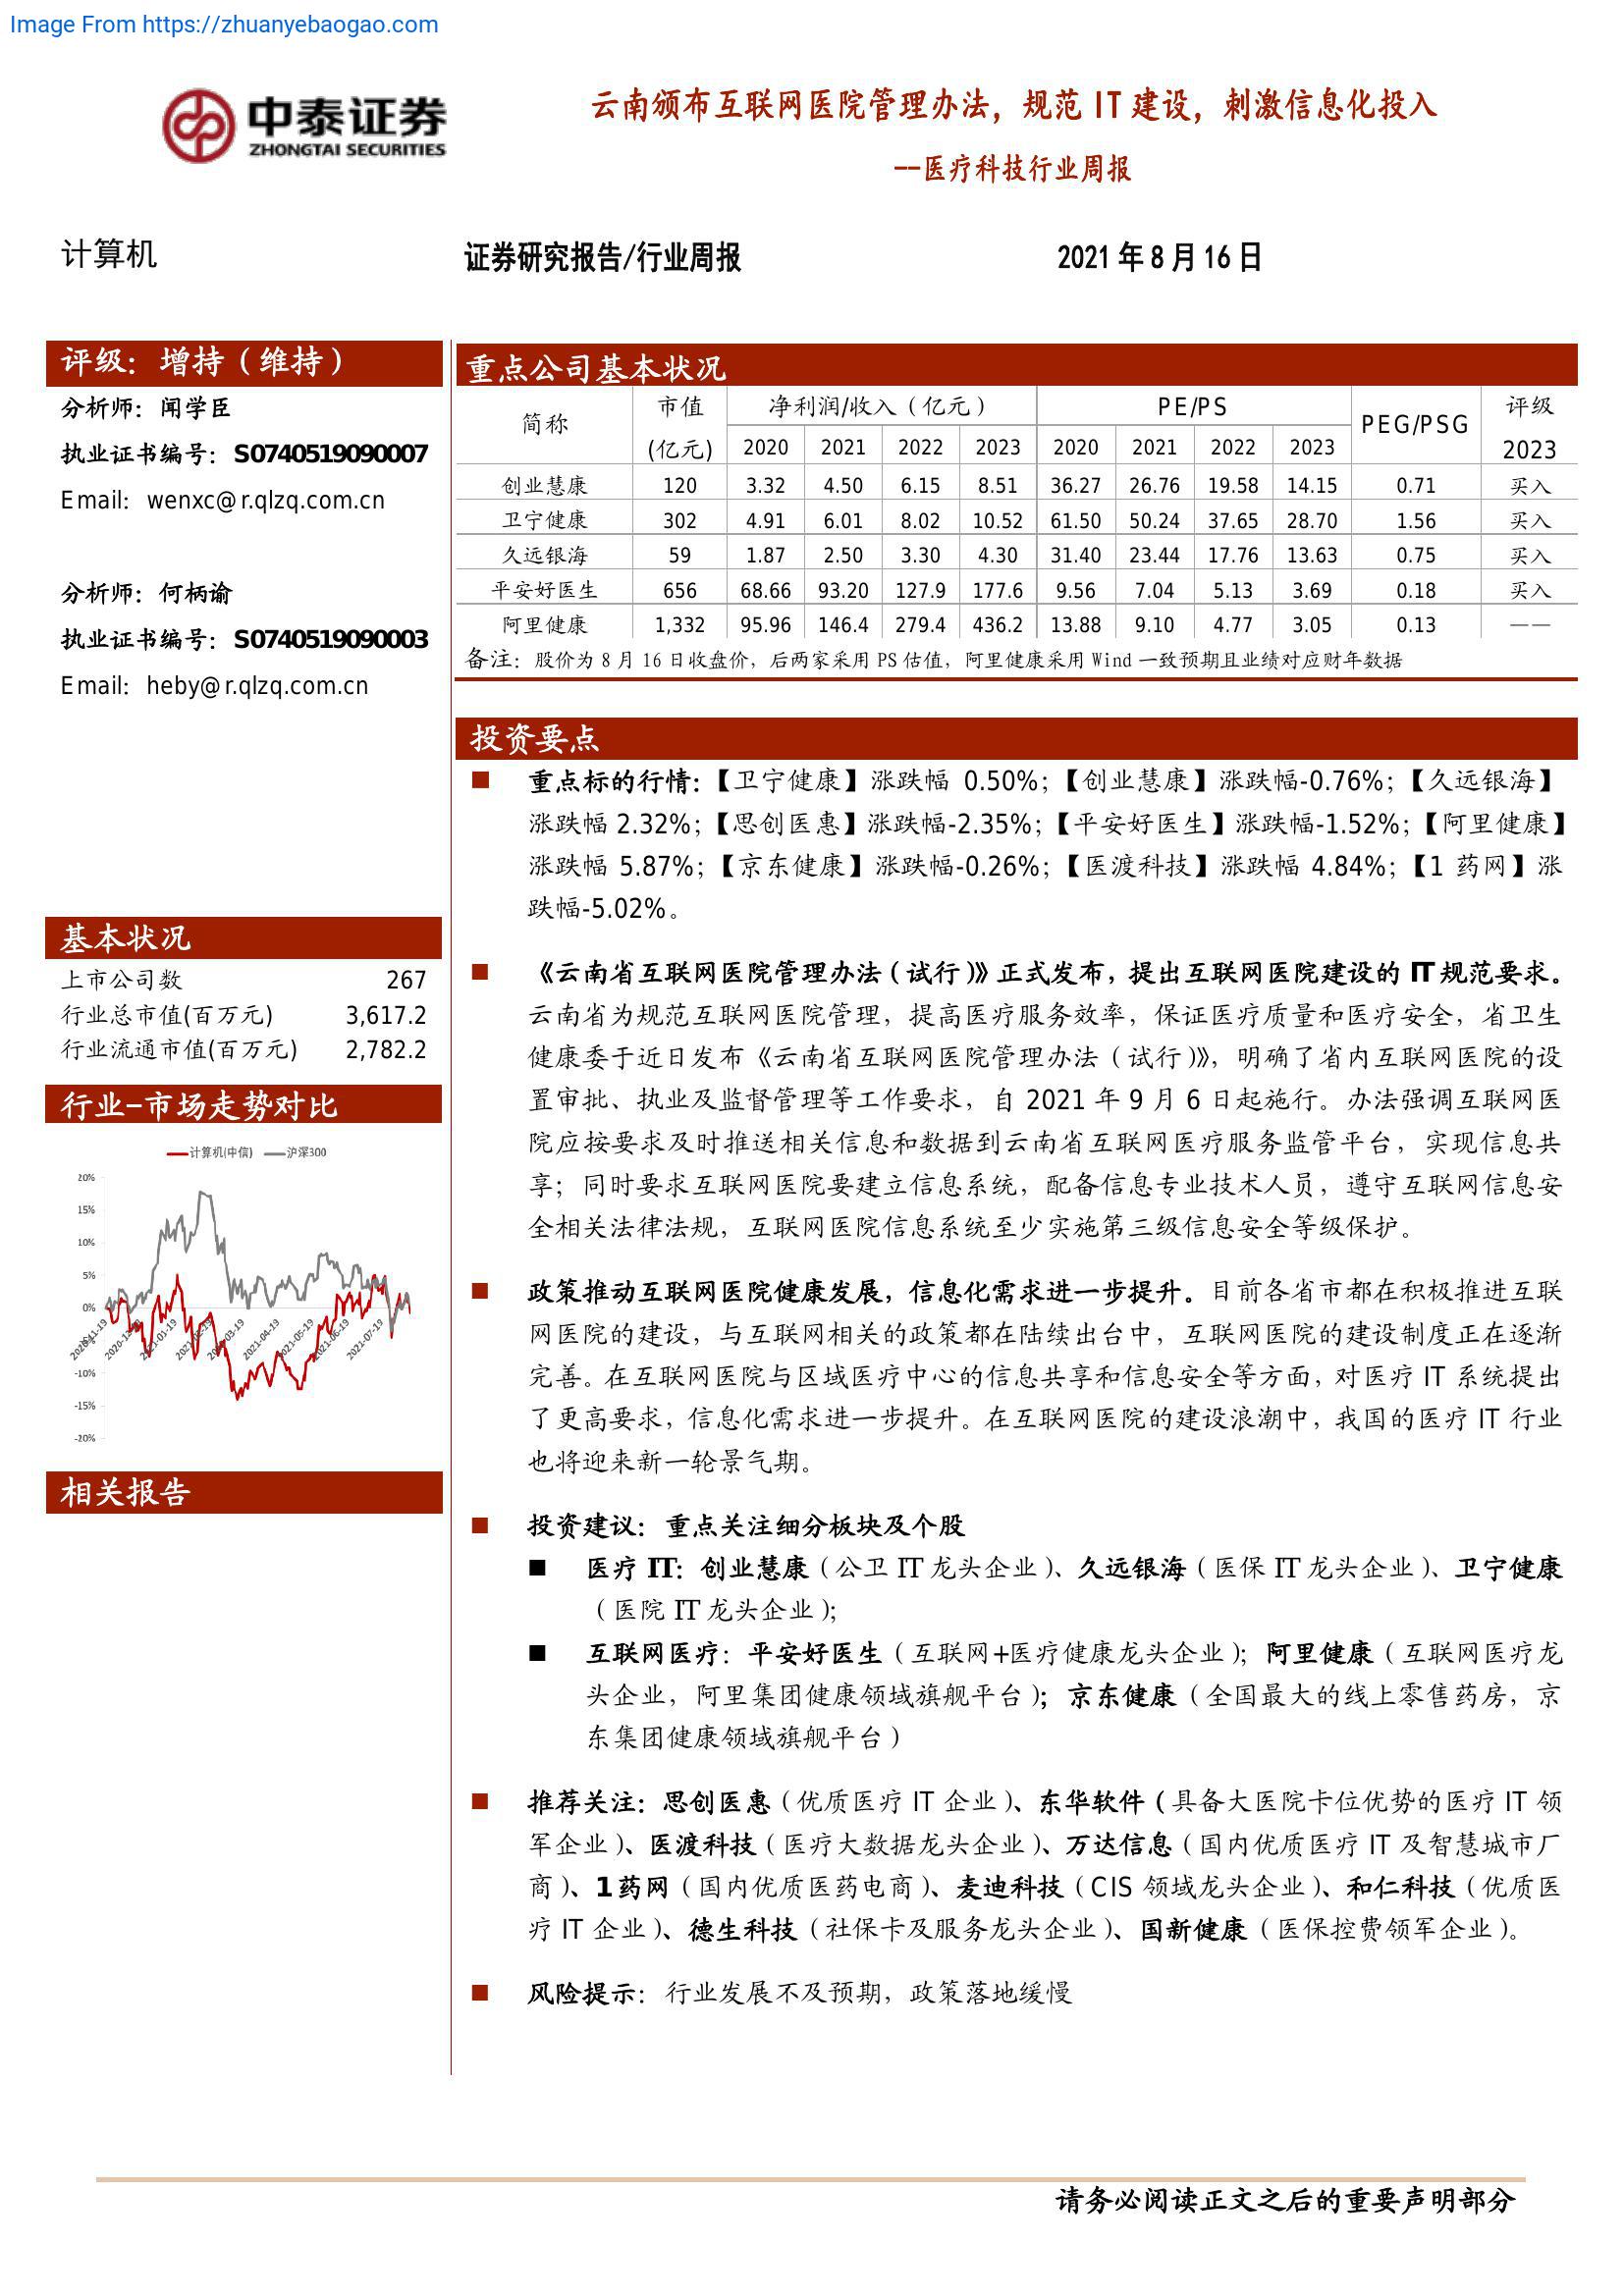 Image From https://zhuanyebaogao.com
中泰证券
ZHONGTAI SECURITIES
云南颁布互联网医院管理办法，规范 IT 建设，刺激信息化投入
--医疗科技行业周报
计算机
证券研究报告/行业周报
2021 年 8 月 16 日
评级：增持（维持）
分析师：闻学臣
执业证书编号：S0740519090007
Email：wenxc@r.qlzq.com.cn
分析师：何柄谕
执业证书编号：S0740519090003
Email：heby@r.qlzq.com.cn
基本状况
上市公司数 267
行业总市值(百万元) 3,617.2
行业流通市值(百万元) 2,782.2
行业-市场走势对比
计算机(中信) 沪深300
20%
15%
10%
5%
0%
-10%
-15%
-20%
2020-11-19 2021-01-19 2021-02-19 2021-03-19 2021-04-19 2021-05-19 2021-06-19 2021-07-19
相关报告
重点公司基本状况
简称 市值 (亿元) 净利润/收入（亿元） PE/PS PEG/PSG 评级
2020 2021 2022 2023 2020 2021 2022 2023 2023
创业慧康 120 3.32 4.50 6.15 8.51 36.27 26.76 19.58 14.15 0.71 买入
卫宁健康 302 4.91 6.01 8.02 10.52 61.50 50.24 37.65 28.70 1.56 买入
久远银海 59 1.87 2.50 3.30 4.30 31.40 23.44 17.76 13.63 0.75 买入
平安好医生 656 68.66 93.20 127.9 177.6 9.56 7.04 5.13 3.69 0.18 买入
阿里健康 1,332 95.96 146.4 279.4 436.2 13.88 9.10 4.77 3.05 0.13 ——
备注：股价为 8 月 16 日收盘价，后两家采用 PS 估值，阿里健康采用 Wind 一致预期且业绩对应财年数据
投资要点
■ 重点标的行情：【卫宁健康】涨跌幅 0.50%；【创业慧康】涨跌幅-0.76%；【久远银海】
涨跌幅 2.32%；【思创医惠】涨跌幅-2.35%；【平安好医生】涨跌幅-1.52%；【阿里健康】
涨跌幅 5.87%；【京东健康】涨跌幅-0.26%；【医渡科技】涨跌幅 4.84%；【1 药网】涨
跌幅-5.02%。
■ 《云南省互联网医院管理办法（试行）》正式发布，提出互联网医院建设的 IT 规范要求。
云南省为规范互联网医院管理，提高医疗服务效率，保证医疗质量和医疗安全，省卫生
健康委于近日发布《云南省互联网医院管理办法（试行）》，明确了省内互联网医院的设
置审批、执业及监督管理等工作要求，自 2021 年 9 月 6 日起施行。办法强调互联网医
院应按要求及时推送相关信息和数据到云南省互联网医疗服务监管平台，实现信息共
享；同时要求互联网医院要建立信息系统，配备信息专业技术人员，遵守互联网信息安
全相关法律法规，互联网医院信息系统至少实施第三级信息安全等级保护。
■ 政策推动互联网医院健康发展，信息化需求进一步提升。目前各省市都在积极推进互联
网医院的建设，与互联网相关的政策都在陆续出台中，互联网医院的建设制度正在逐渐
完善。在互联网医院与区域医疗中心的信息共享和信息安全等方面，对医疗 IT 系统提出
了更高要求，信息化需求进一步提升。在互联网医院的建设浪潮中，我国的医疗 IT 行业
也将迎来新一轮景气期。
■ 投资建议：重点关注细分板块及个股
■ 医疗 IT：创业慧康（公卫 IT 龙头企业）、久远银海（医保 IT 龙头企业）、卫宁健康
（医院 IT 龙头企业）；
■ 互联网医疗：平安好医生（互联网+医疗健康龙头企业）；阿里健康（互联网医疗龙
头企业，阿里集团健康领域旗舰平台）；京东健康（全国最大的线上零售药房，京
东集团健康领域旗舰平台）
■ 推荐关注：思创医惠（优质医疗 IT 企业）、东华软件（具备大医院卡位优势的医疗 IT 领
军企业）、医渡科技（医疗大数据龙头企业）、万达信息（国内优质医疗 IT 及智慧城市厂
商）、1 药网（国内优质医药电商）、麦迪科技（CIS 领域龙头企业）、和仁科技（优质医
疗 IT 企业）、德生科技（社保卡及服务龙头企业）、国新健康（医保控费领军企业）。
■ 风险提示：行业发展不及预期，政策落地缓慢
请务必阅读正文之后的重要声明部分